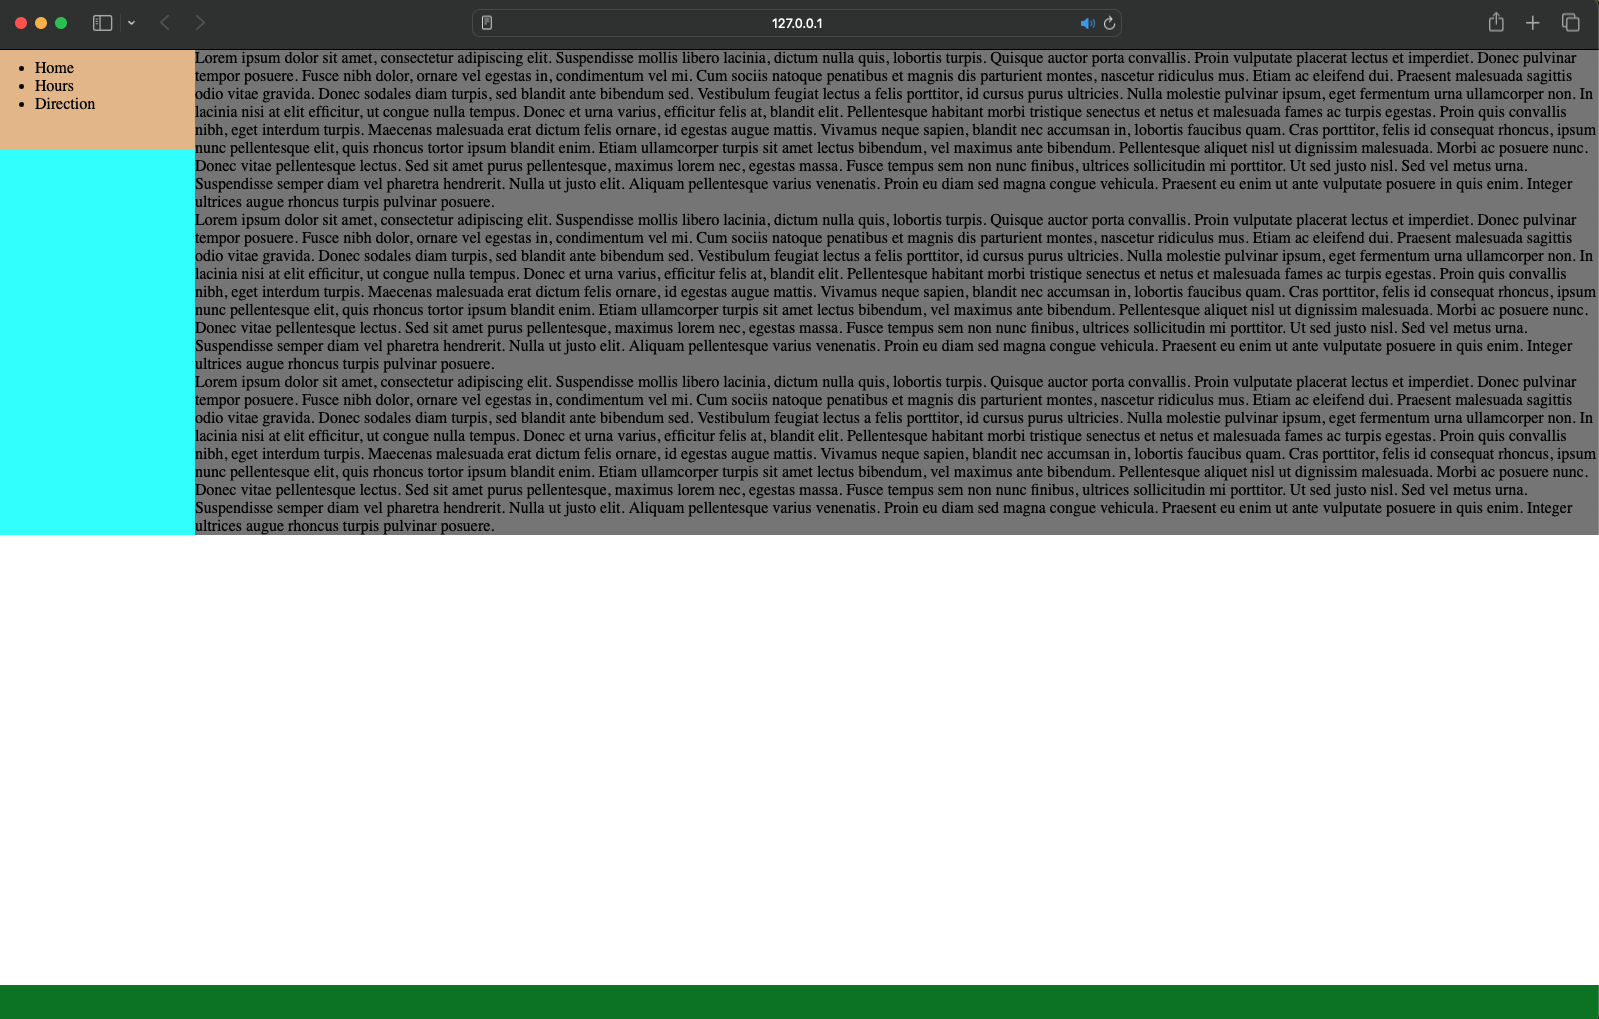 127.0.0.1
Home
Hours
Direction
Lorem ipsum dolor sit amet, consectetur adipiscing elit. Suspendisse mollis libero lacinia, dictum nulla quis, lobortis turpis. Quisque auctor porta convallis. Proin vulputate placerat lectus et imperdiet. Donec pulvinar
tempor posuere. Fusce nibh dolor, ornare vel egestas in, condimentum vel mi. Cum sociis natoque penatibus et magnis dis parturient montes, nascetur ridiculus mus. Etiam ac eleifend dui. Praesent malesuada sagittis
odio vitae gravida. Donec sodales diam turpis, sed blandit ante bibendum sed. Vestibulum feugiat lectus a felis porttitor, id cursus purus ultricies. Nulla molestie pulvinar ipsum, eget fermentum urna ullamcorper non. In
lacinia nisi at elit efficitur, ut congue nulla tempus. Donec et urna varius, efficitur felis at, blandit elit. Pellentesque habitant morbi tristique senectus et netus et malesuada fames ac turpis egestas. Proin quis convallis
nibh, eget interdum turpis. Maecenas malesuada erat dictum felis ornare, id egestas augue mattis. Vivamus neque sapien, blandit nec accumsan in, lobortis faucibus quam. Cras porttitor, felis id consequat rhoncus, ipsum
nunc pellentesque elit, quis rhoncus tortor ipsum blandit enim. Etiam ullamcorper turpis sit amet lectus bibendum, vel maximus ante bibendum. Pellentesque aliquet nisl ut dignissim malesuada. Morbi ac posuere nunc.
Donec vitae pellentesque lectus. Sed sit amet purus pellentesque, maximus lorem nec, egestas massa. Fusce tempus sem non nunc finibus, ultrices sollicitudin mi porttitor. Ut sed justo nisl. Sed vel metus urna.
Suspendisse semper diam vel pharetra hendrerit. Nulla ut justo elit. Aliquam pellentesque varius venenatis. Proin eu diam sed magna congue vehicula. Praesent eu enim ut ante vulputate posuere in quis enim. Integer
ultrices augue rhoncus turpis pulvinar posuere.
Lorem ipsum dolor sit amet, consectetur adipiscing elit. Suspendisse mollis libero lacinia, dictum nulla quis, lobortis turpis. Quisque auctor porta convallis. Proin vulputate placerat lectus et imperdiet. Donec pulvinar
tempor posuere. Fusce nibh dolor, ornare vel egestas in, condimentum vel mi. Cum sociis natoque penatibus et magnis dis parturient montes, nascetur ridiculus mus. Etiam ac eleifend dui. Praesent malesuada sagittis
odio vitae gravida. Donec sodales diam turpis, sed blandit ante bibendum sed. Vestibulum feugiat lectus a felis porttitor, id cursus purus ultricies. Nulla molestie pulvinar ipsum, eget fermentum urna ullamcorper non. In
lacinia nisi at elit efficitur, ut congue nulla tempus. Donec et urna varius, efficitur felis at, blandit elit. Pellentesque habitant morbi tristique senectus et netus et malesuada fames ac turpis egestas. Proin quis convallis
nibh, eget interdum turpis. Maecenas malesuada erat dictum felis ornare, id egestas augue mattis. Vivamus neque sapien, blandit nec accumsan in, lobortis faucibus quam. Cras porttitor, felis id consequat rhoncus, ipsum
nunc pellentesque elit, quis rhoncus tortor ipsum blandit enim. Etiam ullamcorper turpis sit amet lectus bibendum, vel maximus ante bibendum. Pellentesque aliquet nisl ut dignissim malesuada. Morbi ac posuere nunc.
Donec vitae pellentesque lectus. Sed sit amet purus pellentesque, maximus lorem nec, egestas massa. Fusce tempus sem non nunc finibus, ultrices sollicitudin mi porttitor. Ut sed justo nisl. Sed vel metus urna.
Suspendisse semper diam vel pharetra hendrerit. Nulla ut justo elit. Aliquam pellentesque varius venenatis. Proin eu diam sed magna congue vehicula. Praesent eu enim ut ante vulputate posuere in quis enim. Integer
ultrices augue rhoncus turpis pulvinar posuere.
Lorem ipsum dolor sit amet, consectetur adipiscing elit. Suspendisse mollis libero lacinia, dictum nulla quis, lobortis turpis. Quisque auctor porta convallis. Proin vulputate placerat lectus et imperdiet. Donec pulvinar
tempor posuere. Fusce nibh dolor, ornare vel egestas in, condimentum vel mi. Cum sociis natoque penatibus et magnis dis parturient montes, nascetur ridiculus mus. Etiam ac eleifend dui. Praesent malesuada sagittis
odio vitae gravida. Donec sodales diam turpis, sed blandit ante bibendum sed. Vestibulum feugiat lectus a felis porttitor, id cursus purus ultricies. Nulla molestie pulvinar ipsum, eget fermentum urna ullamcorper non. In
lacinia nisi at elit efficitur, ut congue nulla tempus. Donec et urna varius, efficitur felis at, blandit elit. Pellentesque habitant morbi tristique senectus et netus et malesuada fames ac turpis egestas. Proin quis convallis
nibh, eget interdum turpis. Maecenas malesuada erat dictum felis ornare, id egestas augue mattis. Vivamus neque sapien, blandit nec accumsan in, lobortis faucibus quam. Cras porttitor, felis id consequat rhoncus, ipsum
nunc pellentesque elit, quis rhoncus tortor ipsum blandit enim. Etiam ullamcorper turpis sit amet lectus bibendum, vel maximus ante bibendum. Pellentesque aliquet nisl ut dignissim malesuada. Morbi ac posuere nunc.
Donec vitae pellentesque lectus. Sed sit amet purus pellentesque, maximus lorem nec, egestas massa. Fusce tempus sem non nunc finibus, ultrices sollicitudin mi porttitor. Ut sed justo nisl. Sed vel metus urna.
Suspendisse semper diam vel pharetra hendrerit. Nulla ut justo elit. Aliquam pellentesque varius venenatis. Proin eu diam sed magna congue vehicula. Praesent eu enim ut ante vulputate posuere in quis enim. Integer
ultrices augue rhoncus turpis pulvinar posuere.